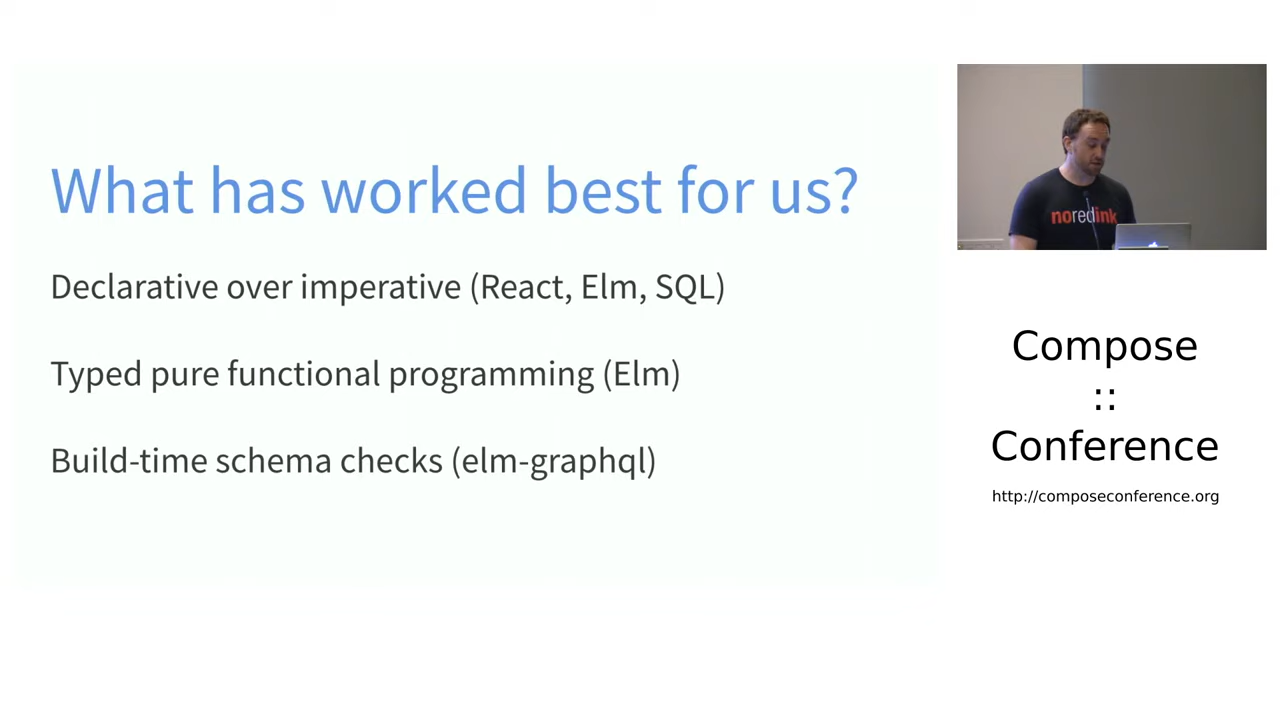 What has worked best for us?
Declarative over imperative (React, Elm, SQL)
Typed pure functional programming (Elm)
Build-time schema checks (elm-graphql)
noredink
Compose
::
Conference
http://composeconference.org